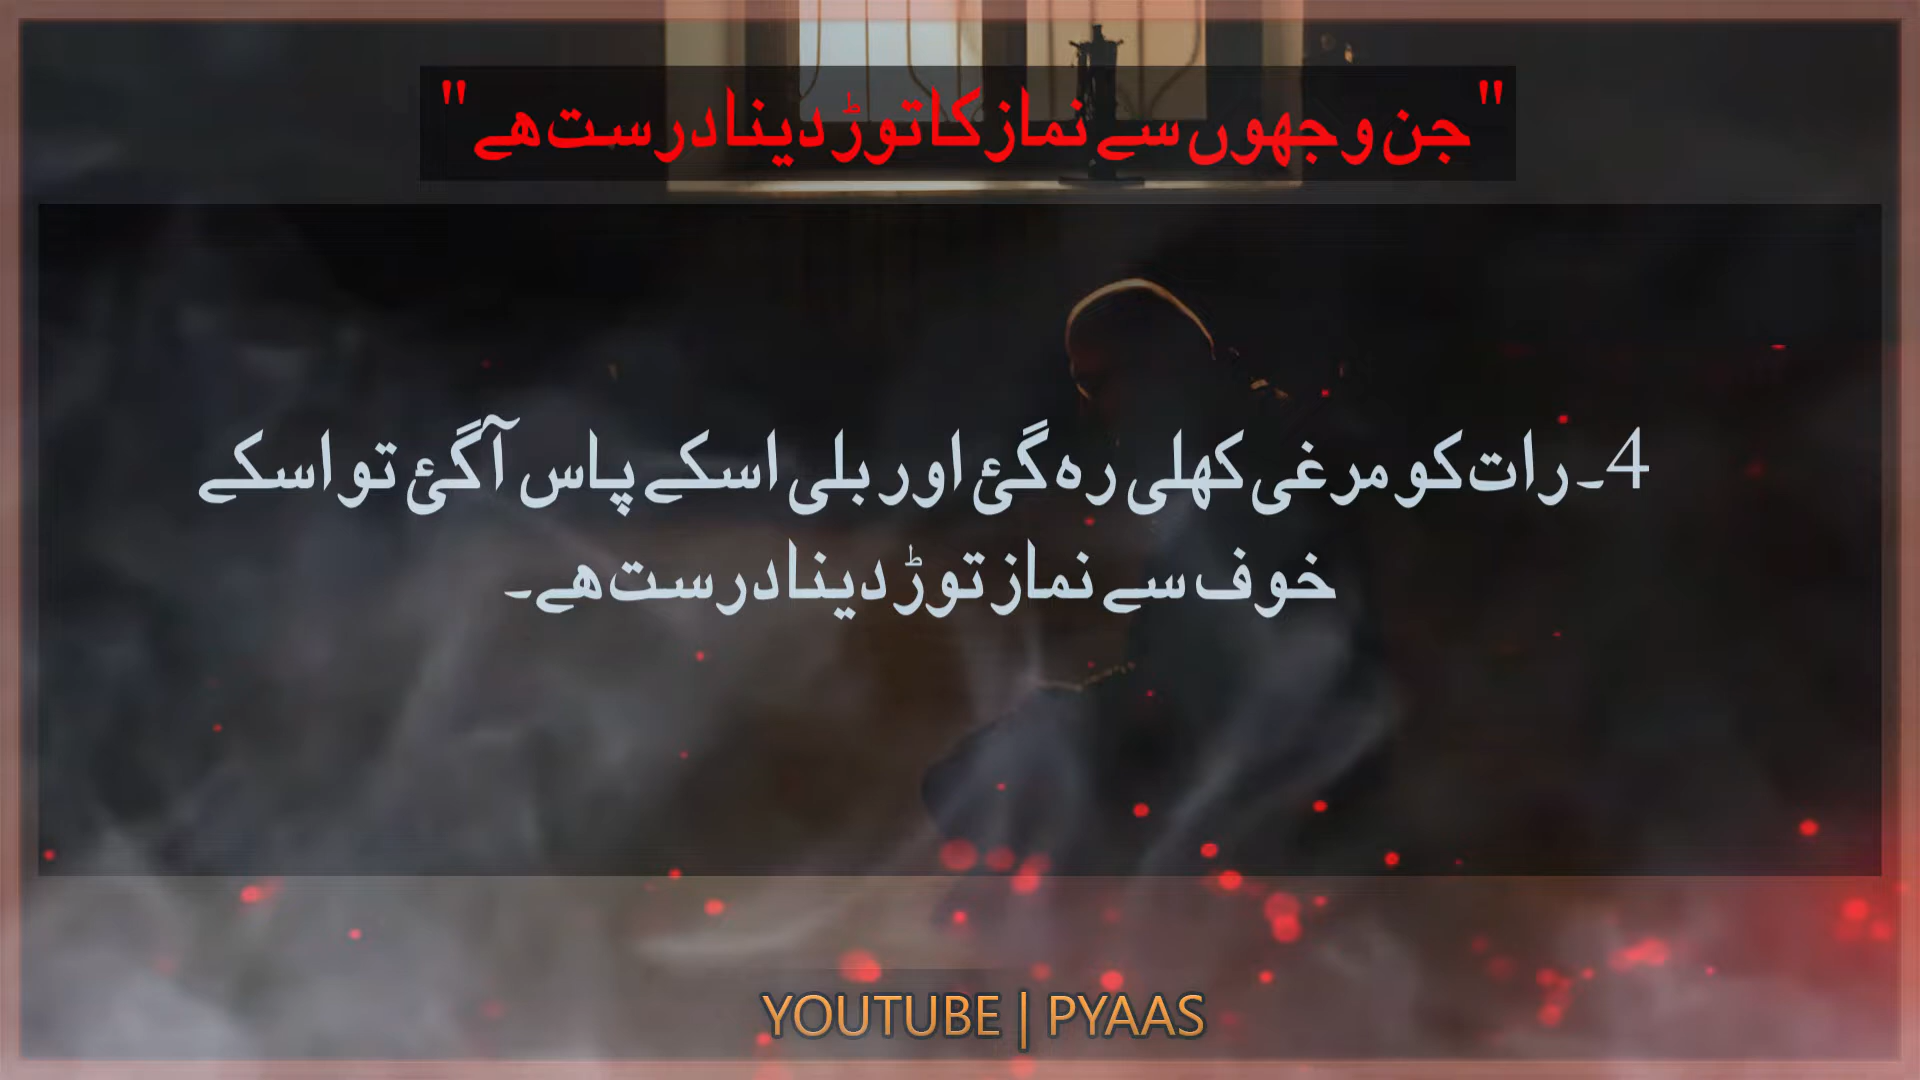 "جن وجھوں سے نماز کا توڑ دینا درست ھے"
4۔رات کو مرغی کھلی رہ گئ اور بلی اسکے پاس آگئ تو اسکے
خوف سے نماز توڑ دینا درست ھے۔
YOUTUBE | PYAAS